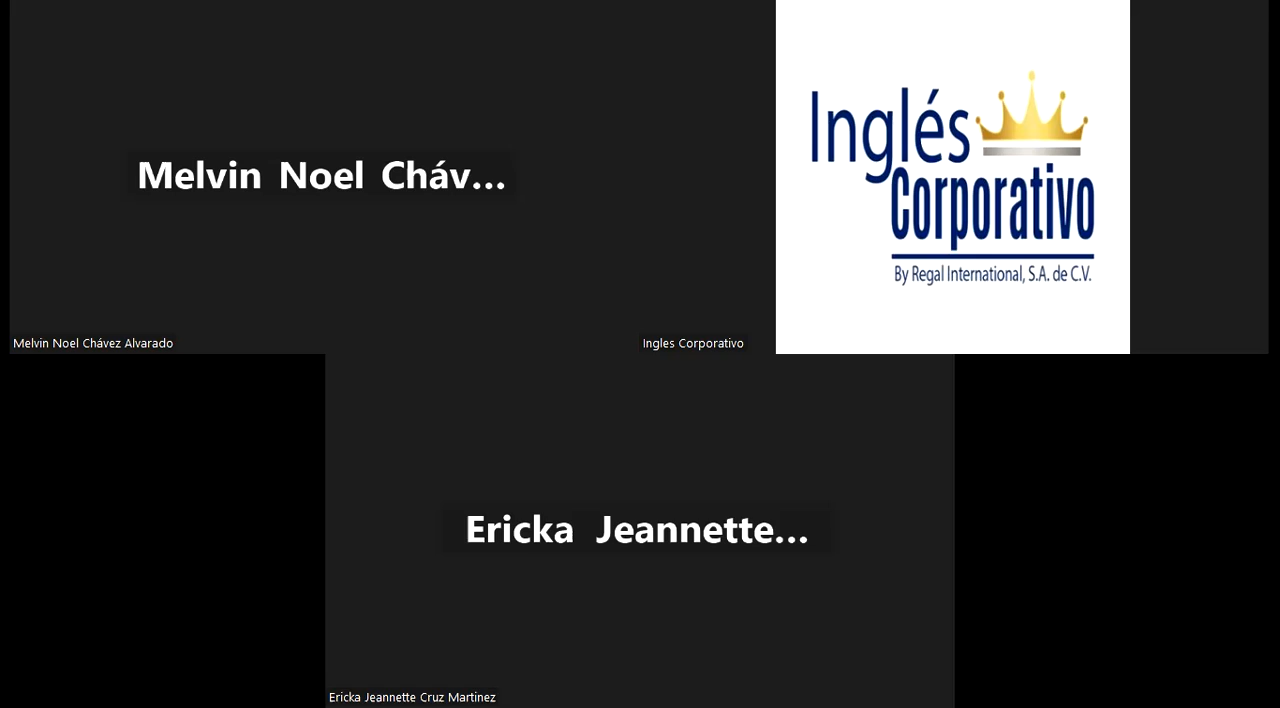 Melvin Noel Cháv...
Melvin Noel Chávez Alvarado
Inglés
Corporativo
By Regal International, S.A. de C.V.
Ingles Corporativo
Ericka Jeannette...
Ericka Jeannette Cruz Martinez